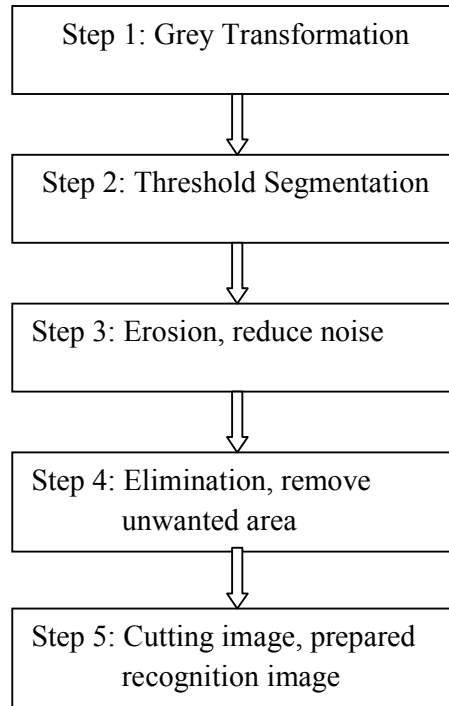 Step 1: Grey Transformation
Step 2: Threshold Segmentation
Step 3: Erosion, reduce noise
Step 4: Elimination, remove
unwanted area
Step 5: Cutting image, prepared
recognition image